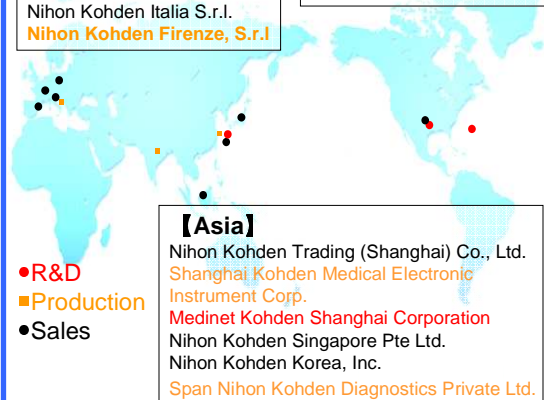 Nihon Kohden Italia S.r.l.
Nihon Kohden Firenze, S.r.l
【Asia】
Nihon Kohden Trading (Shanghai) Co., Ltd.
Shanghai Kohden Medical Electronic
Instrument Corp.
Medinet Kohden Shanghai Corporation
Nihon Kohden Singapore Pte Ltd.
Nihon Kohden Korea, Inc.
Span Nihon Kohden Diagnostics Private Ltd.
●R&D
■Production
●Sales